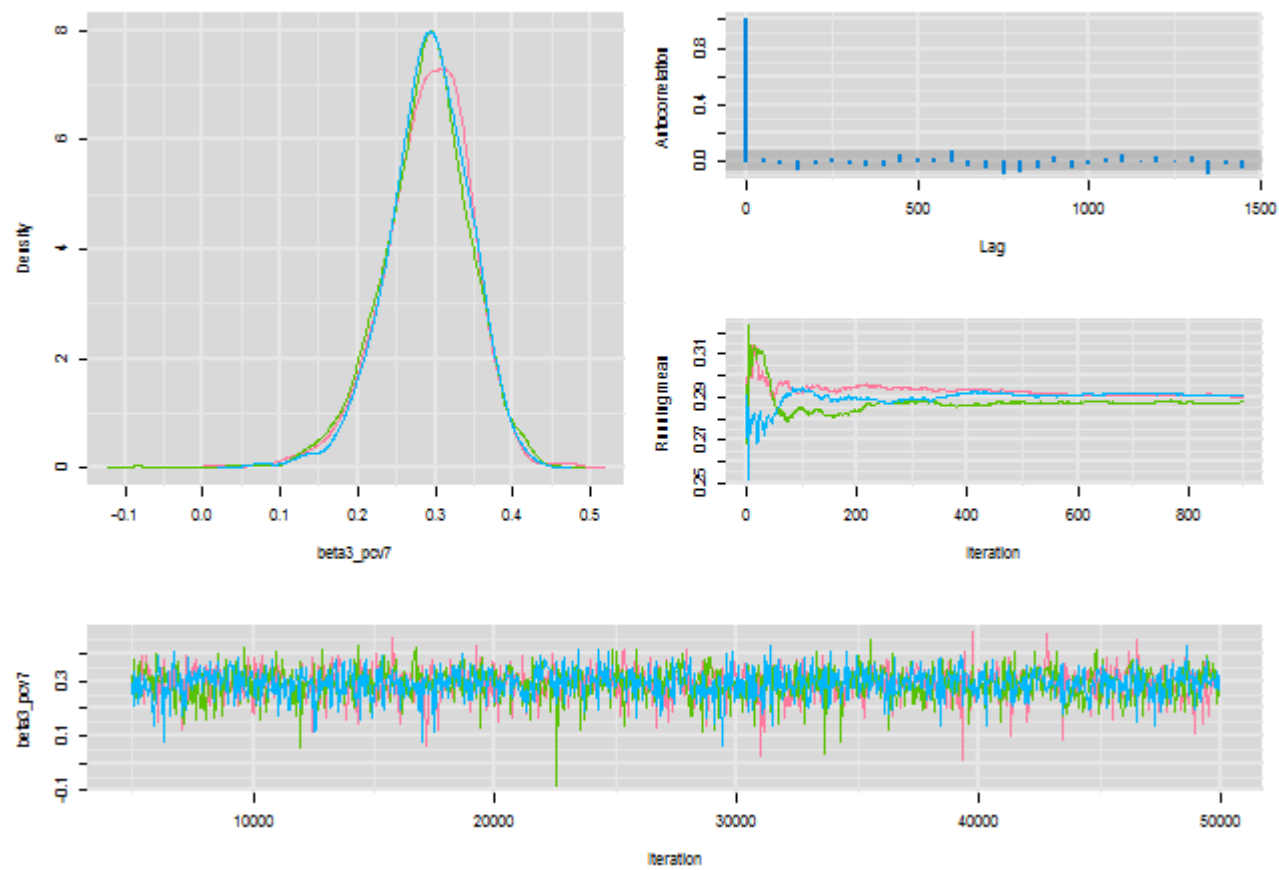 8
6
4
2
0
Density
-0.1 0.0 0.1 0.2 0.3 0.4 0.5
beta3_pcv7
0.8
0.4
0.0
Autocorrelation
0 500 1000 1500
Lag
0.31
0.29
0.27
0.25
Running mean
0 200 400 600 800
Iteration
0.3
0.1
-0.1
beta3_pcv7
10000 20000 30000 40000 50000
Iteration